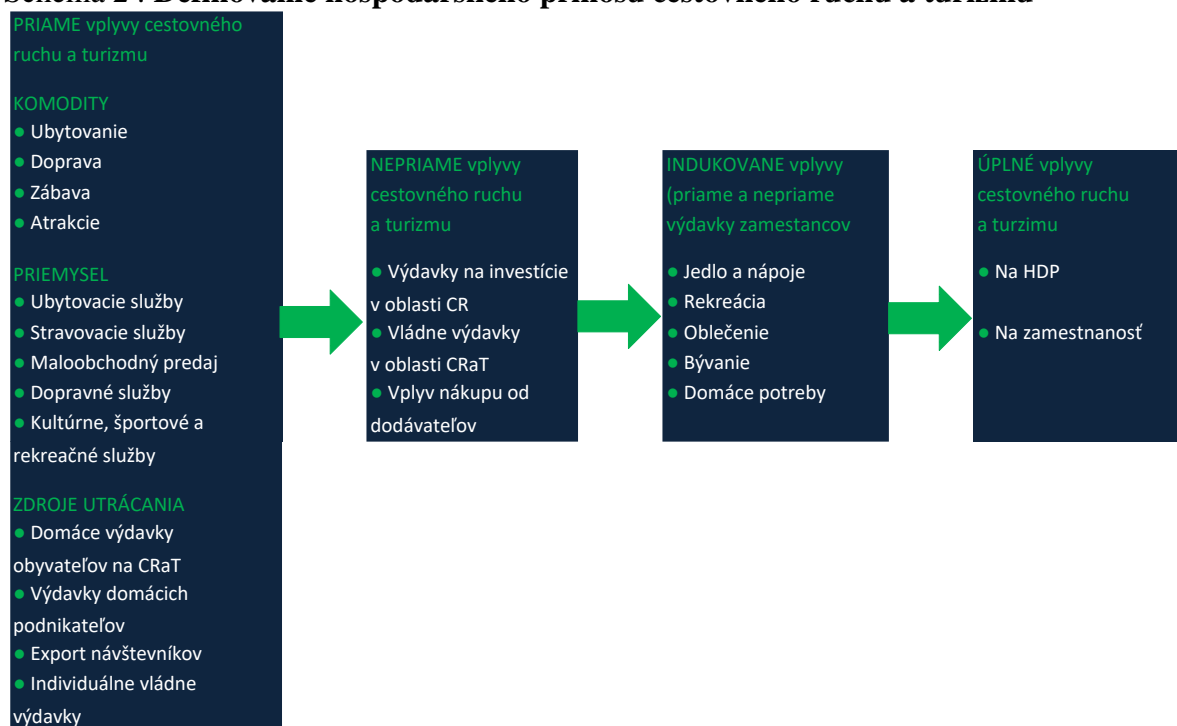 Schéma 2 : Definovanie hospodárskeho prínosu cestovného ruchu a turizmu
PRIAME vplyvy cestovného
ruchu a turizmu
KOMODITY
● Ubytovanie
● Doprava
● Zábava
● Atrakcie
PRIEMYSEL
● Ubytovacie služby
● Stravovacie služby
● Maloobchodný predaj
● Dopravné služby
● Kultúrne, športové a
rekreačné služby
ZDROJE UTRÁCANIA
● Domáce výdavky
obyvateľov na CRaT
● Výdavky domácich
podnikateľov
● Export návštevníkov
● Individuálne vládne
výdavky
NEPRIAME vplyvy
cestovného ruchu
a turizmu
● Výdavky na investície
v oblasti CR
● Vládne výdavky
v oblasti CRaT
● Vplyv nákupu od
dodávateľov
INDUKOVANE vplyvy
(priame a nepriame
výdavky zamestancov
● Jedlo a nápoje
● Rekreácia
● Oblečenie
● Bývanie
● Domáce potreby
ÚPLNÉ vplyvy
cestovného ruchu
a turzimu
● Na HDP
● Na zamestnanosť